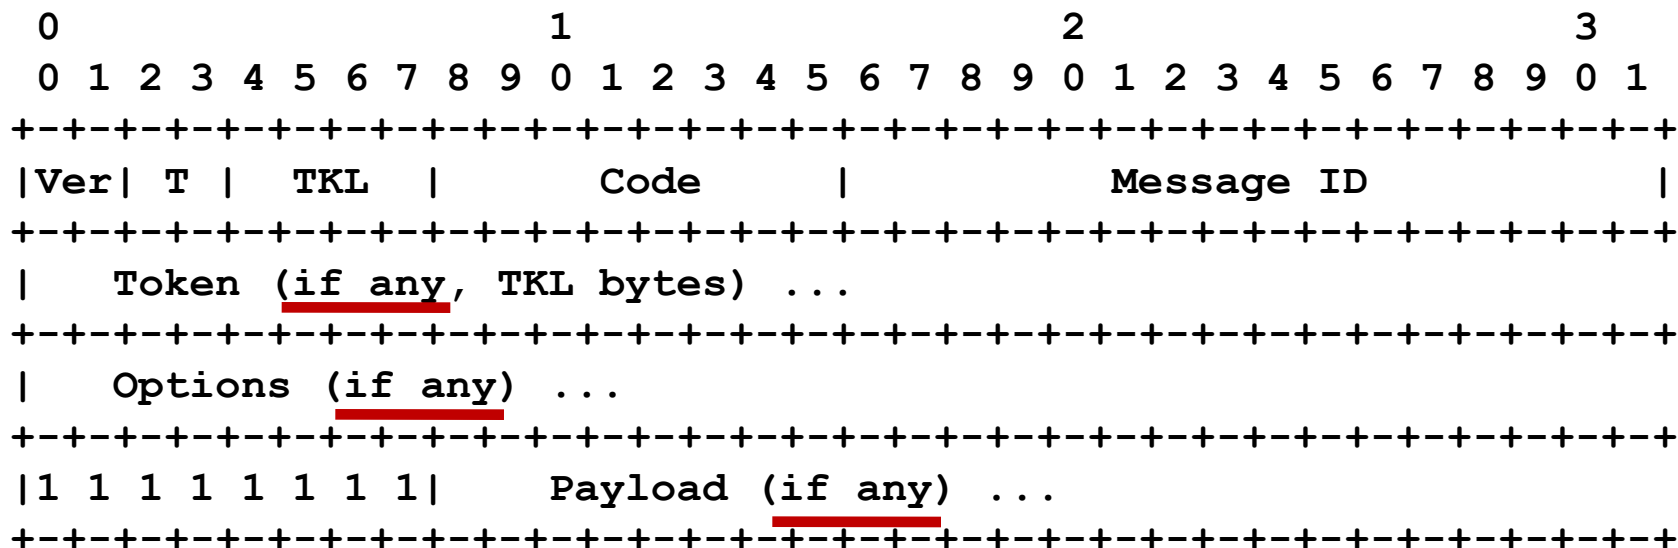 0                   1                   2                   3
 0 1 2 3 4 5 6 7 8 9 0 1 2 3 4 5 6 7 8 9 0 1 2 3 4 5 6 7 8 9 0 1
+-+-+-+-+-+-+-+-+-+-+-+-+-+-+-+-+-+-+-+-+-+-+-+-+-+-+-+-+-+-+-+-+
|Ver| T |  TKL  |      Code     |          Message ID           |
+-+-+-+-+-+-+-+-+-+-+-+-+-+-+-+-+-+-+-+-+-+-+-+-+-+-+-+-+-+-+-+-+
|   Token (if any, TKL bytes) ...
+-+-+-+-+-+-+-+-+-+-+-+-+-+-+-+-+-+-+-+-+-+-+-+-+-+-+-+-+-+-+-+-+
|   Options (if any) ...
+-+-+-+-+-+-+-+-+-+-+-+-+-+-+-+-+-+-+-+-+-+-+-+-+-+-+-+-+-+-+-+-+
|1 1 1 1 1 1 1 1|    Payload (if any) ...
+-+-+-+-+-+-+-+-+-+-+-+-+-+-+-+-+-+-+-+-+-+-+-+-+-+-+-+-+-+-+-+-+